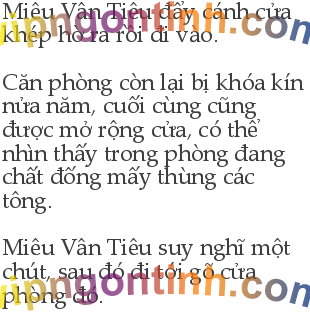 Miêu Vân Tiêu đẩy cánh cửa
khép hờ ra rồi đi vào.
Căn phòng còn lại bị khóa kín
nửa năm, cuối cùng cũng
được mở rộng cửa, có thể
nhìn thấy trong phòng đang
chất đống mấy thùng các
tông.
Miêu Vân Tiêu suy nghĩ một
chút, sau đó đi tới gõ cửa
phòng đó.